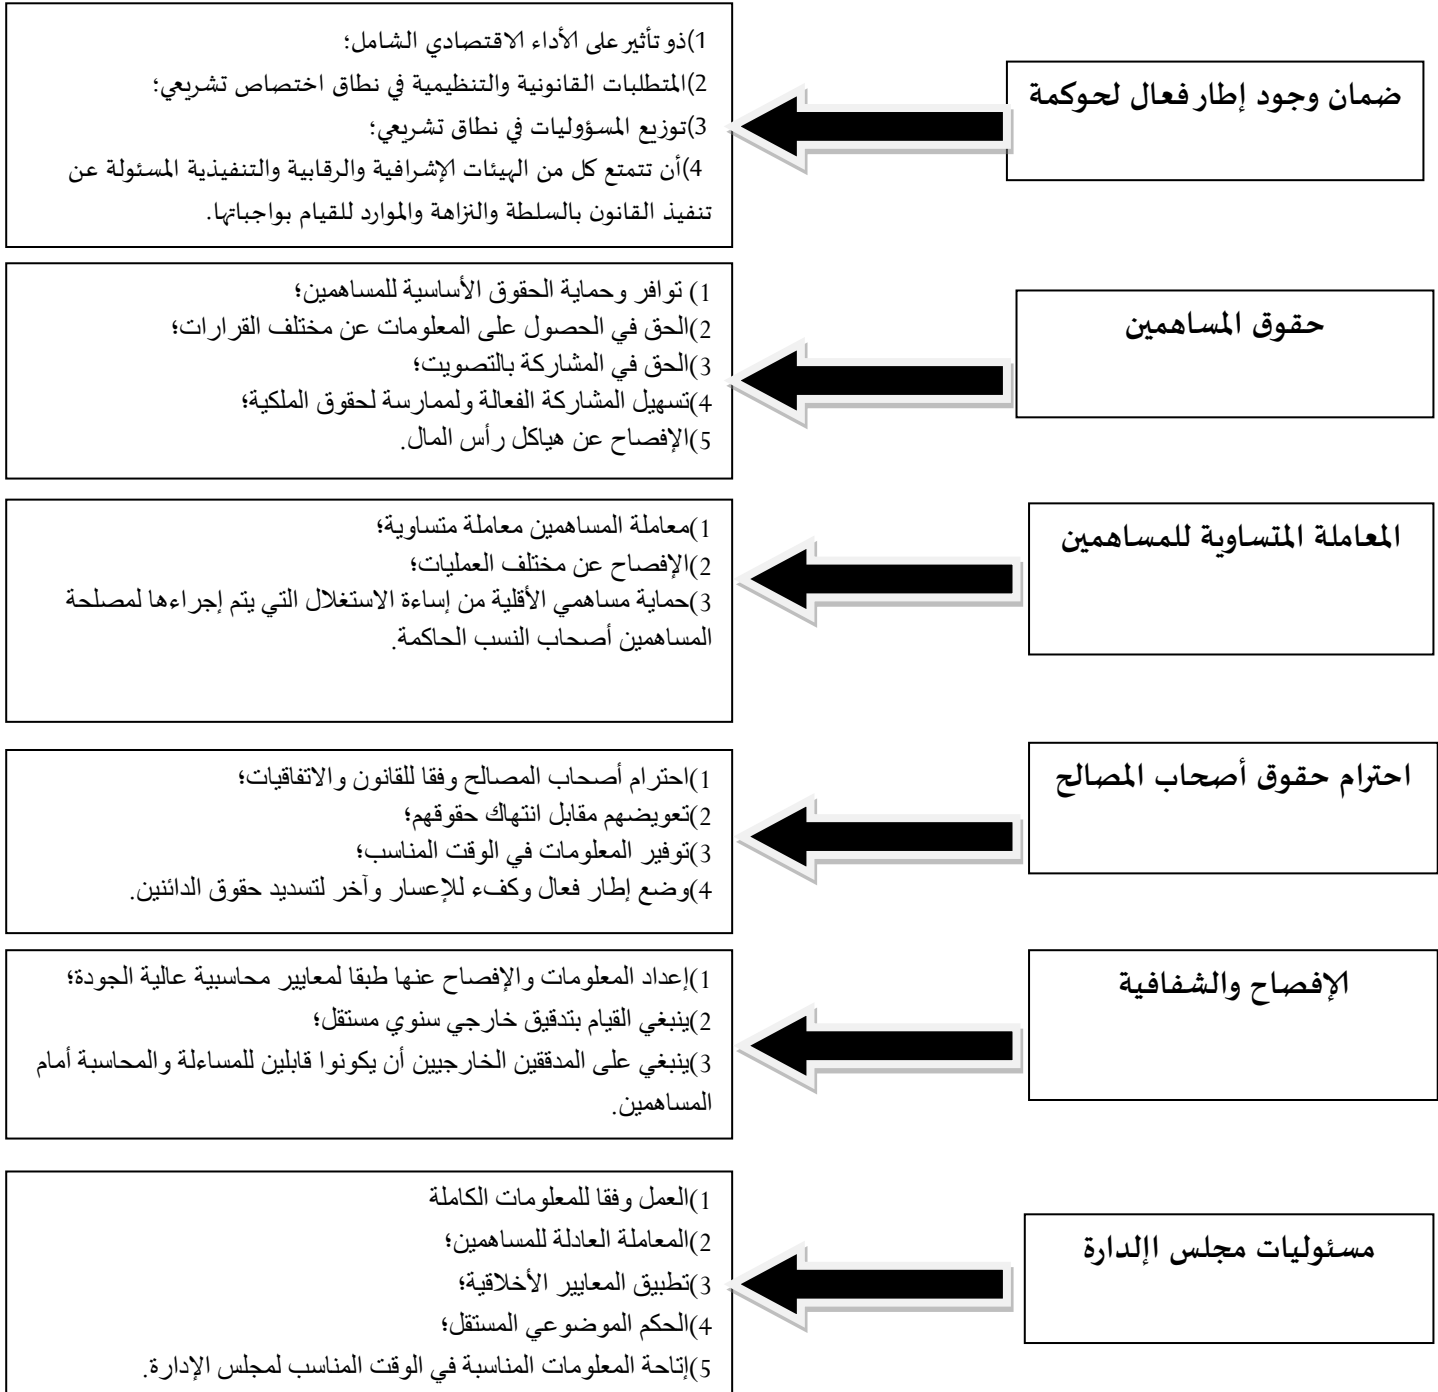 ضمان وجود إطار فعال لحوكمة
1)ذو تأثير على الأداء الاقتصادي الشامل؛
2)المتطلبات القانونية والتنظيمية في نطاق اختصاص تشريعي؛
3)توزيع المسؤوليات في نطاق تشريعي؛
4)أن تتمتع كل من الهيئات الإشرافية والرقابية والتنفيذية المسئولة عن
تنفيذ القانون بالسلطة والنزاهة والموارد للقيام بواجباتها.
حقوق المساهمين
1) توافر وحماية الحقوق الأساسية للمساهمين؛
2)الحق في الحصول على المعلومات عن مختلف القرارات؛
3)الحق في المشاركة بالتصويت؛
4)تسهيل المشاركة الفعالة ولممارسة لحقوق الملكية؛
5)الإفصاح عن هياكل رأس المال.
المعاملة المتساوية للمساهمين
1)معاملة المساهمين معاملة متساوية؛
2)الإفصاح عن مختلف العمليات؛
3)حماية مساهمي الأقلية من إساءة الاستغلال التي يتم إجراءها لمصلحة
المساهمين أصحاب النسب الحاكمة.
احترام حقوق أصحاب المصالح
1)احترام أصحاب المصالح وفقا للقانون والاتفاقيات؛
2)تعويضهم مقابل انتهاك حقوقهم؛
3)توفير المعلومات في الوقت المناسب؛
4)وضع إطار فعال وكفء للإعسار وآخر لتسديد حقوق الدائنين.
الإفصاح والشفافية
1)إعداد المعلومات والإفصاح عنها طبقا لمعايير محاسبية عالية الجودة؛
2)ينبغي القيام بتدقيق خارجي سنوي مستقل؛
3)ينبغي على المدققين الخارجيين أن يكونوا قابلين للمساءلة والمحاسبة أمام
المساهمين.
مسئوليات مجلس اإلدارة
1)العمل وفقا للمعلومات الكاملة
2)المعاملة العادلة للمساهمين؛
3)تطبيق المعايير الأخلاقية؛
4)الحكم الموضوعي المستقل؛
5)إتاحة المعلومات المناسبة في الوقت المناسب لمجلس الإدارة.